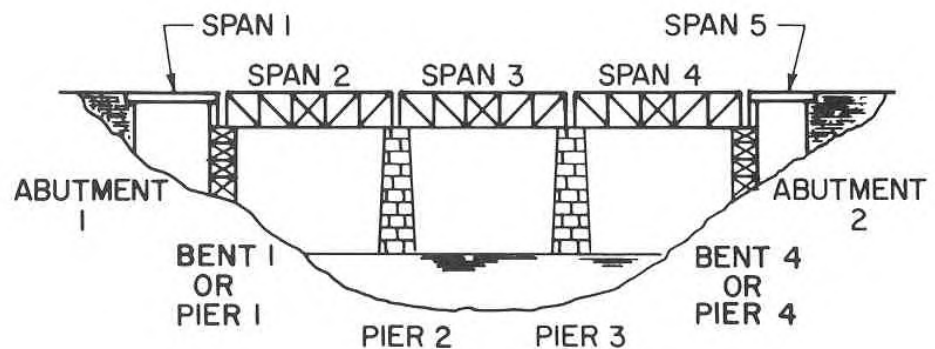 SPAN 1
SPAN 5
SPAN 2
SPAN 3
SPAN 4
ABUTMENT
1
ABUTMENT
2
BENT 1
OR
PIER 1
BENT 4
OR
PIER 4
PIER 2
PIER 3